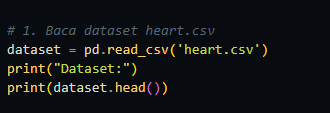 # 1. Baca dataset heart.csv
dataset = pd.read_csv('heart.csv')
print("Dataset:")
print(dataset.head())